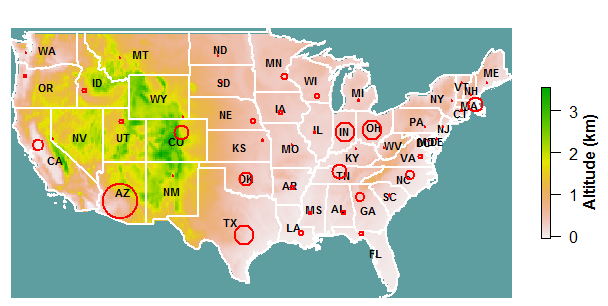 WA
MT
ND
MN
ME
OR
ID
WY
SD
WI
MI
NY
NH
MA
CT
NV
UT
CO
NE
IA
IL
IN
OH
PA
NJ
CA
KS
MO
KY
WV
VA
DE
AZ
NM
OK
AR
TN
NC
TX
LA
MS
AL
GA
SC
FL
3
2
1
0
Altitude (km)